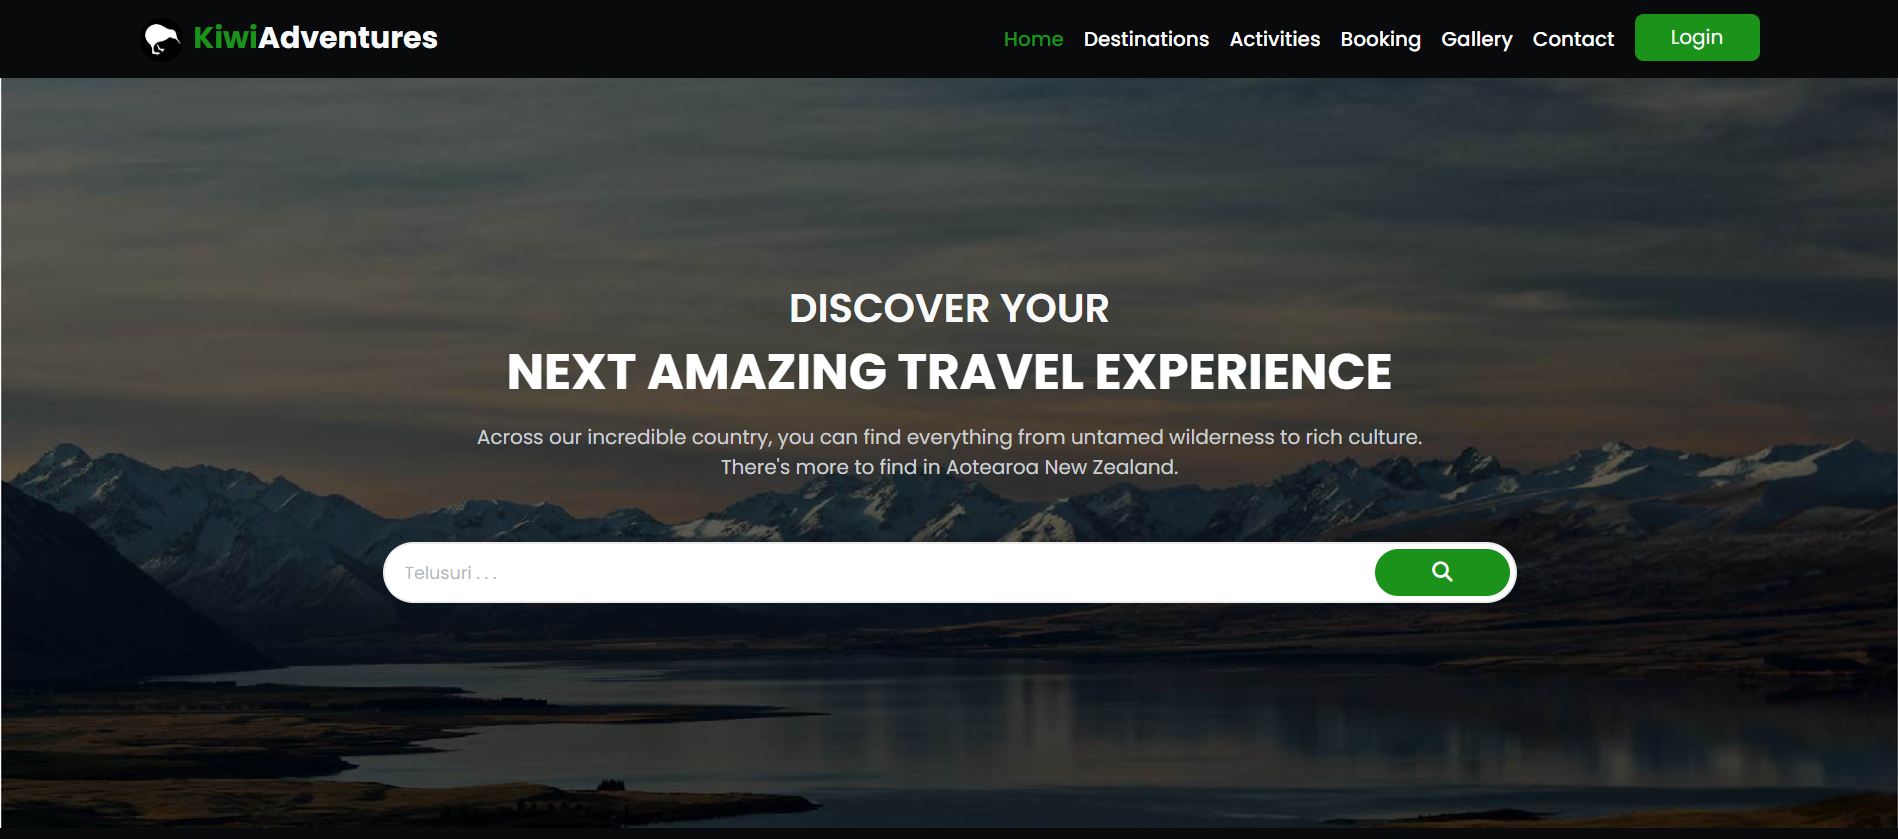 KiwiAdventures
Home Destinations Activities Booking Gallery Contact Login
DISCOVER YOUR
NEXT AMAZING TRAVEL EXPERIENCE
Across our incredible country, you can find everything from untamed wilderness to rich culture.
There's more to find in Aotearoa New Zealand.
Telusuri . . .